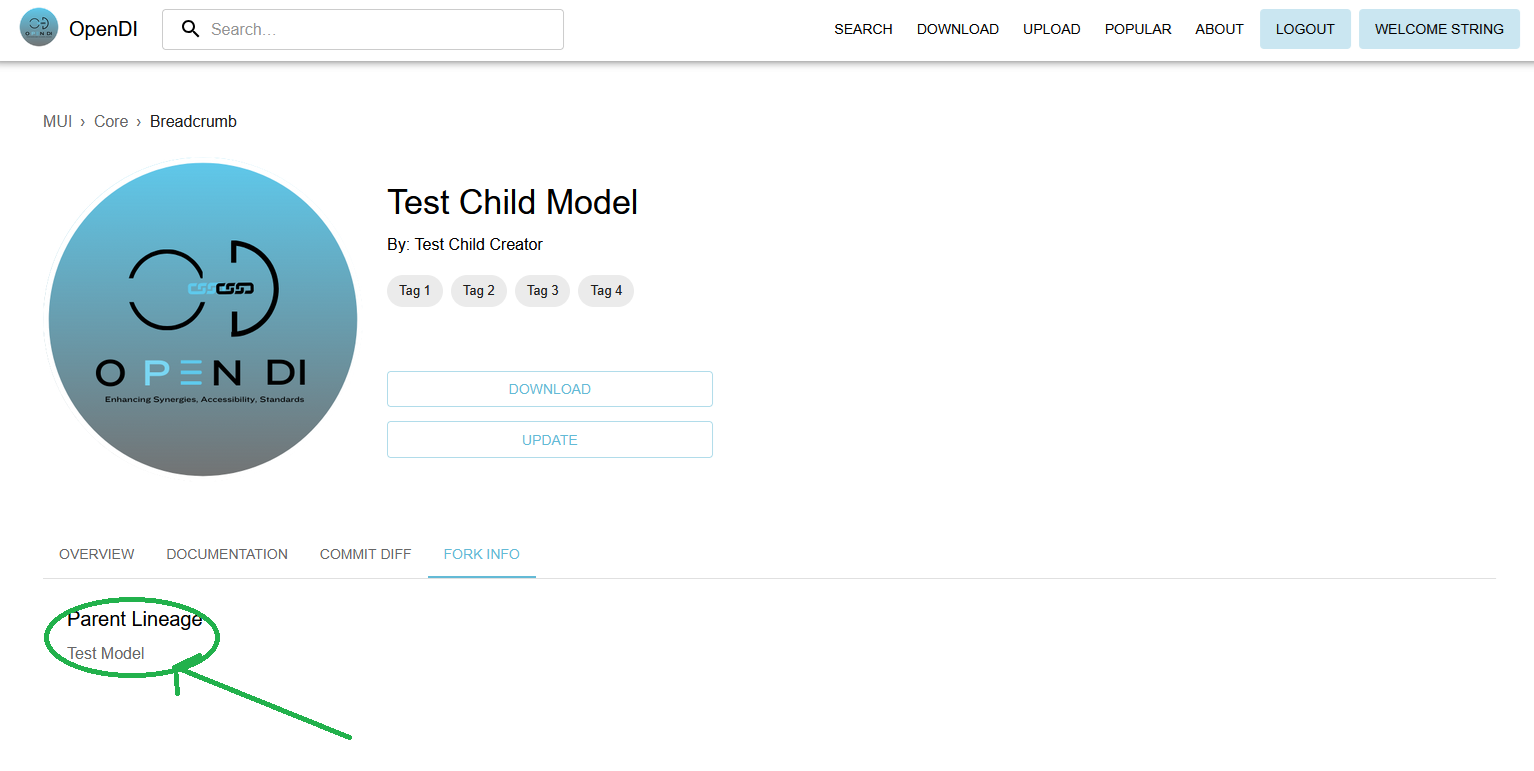 OPEN DI OpenDI Search... SEARCH DOWNLOAD UPLOAD POPULAR ABOUT LOGOUT WELCOME STRING
MUI › Core › Breadcrumb
OPEN DI
Enhancing Synergies, Accessibility, Standards
Test Child Model
By: Test Child Creator
Tag 1 Tag 2 Tag 3 Tag 4
DOWNLOAD
UPDATE
OVERVIEW DOCUMENTATION COMMIT DIFF FORK INFO
Parent Lineage
Test Model